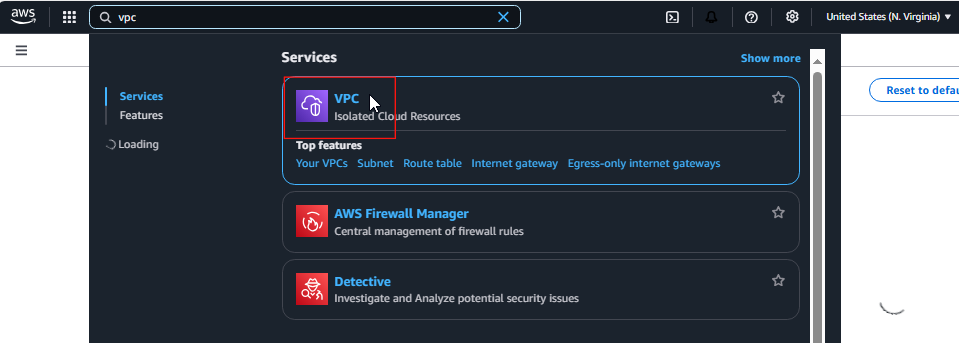 aws
vpc
United States (N. Virginia)
Services
Show more
Services
Features
Loading
VPC
Isolated Cloud Resources
Top features
Your VPCs Subnet Route table Internet gateway Egress-only internet gateways
AWS Firewall Manager
Central management of firewall rules
Detective
Investigate and Analyze potential security issues
Reset to defau